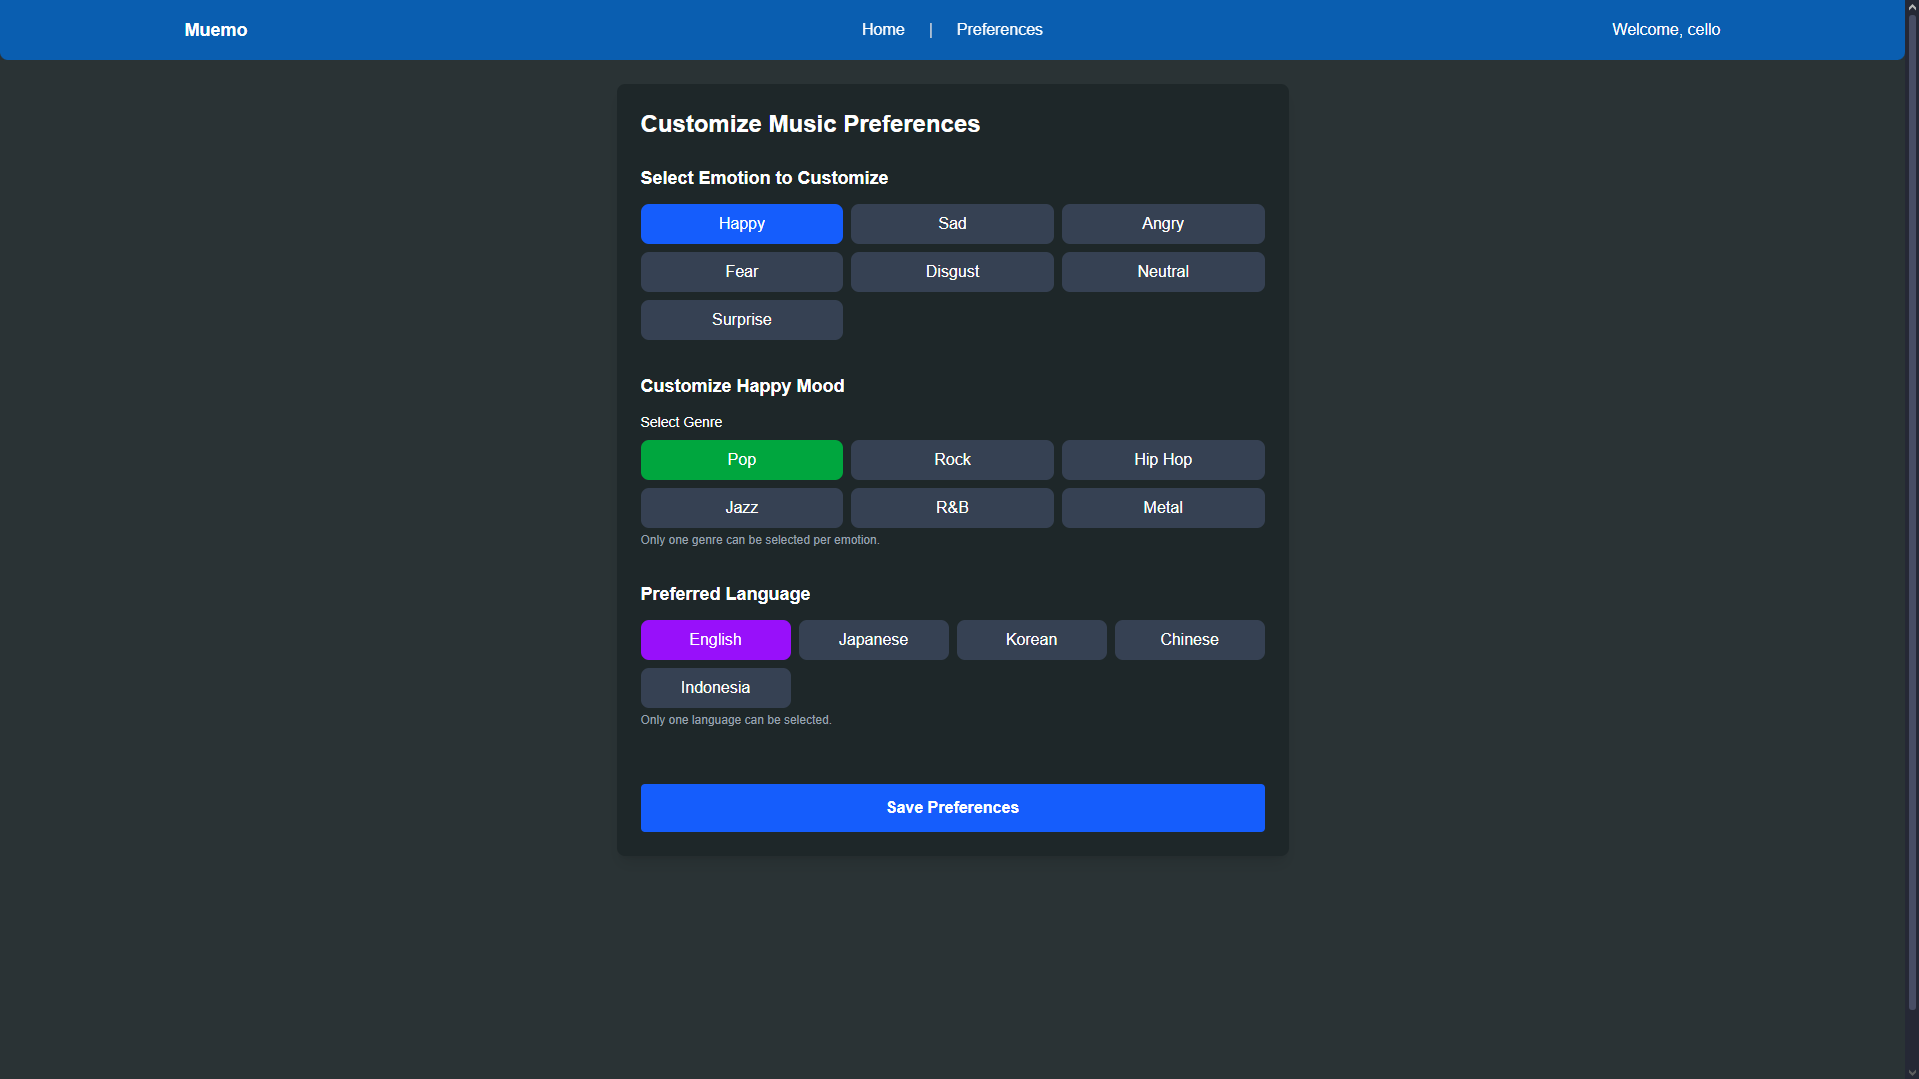 Muemo Home | Preferences Welcome, cello
Customize Music Preferences
Select Emotion to Customize
Happy Sad Angry
Fear Disgust Neutral
Surprise
Customize Happy Mood
Select Genre
Pop Rock Hip Hop
Jazz R&B Metal
Only one genre can be selected per emotion.
Preferred Language
English Japanese Korean Chinese
Indonesia
Only one language can be selected.
Save Preferences